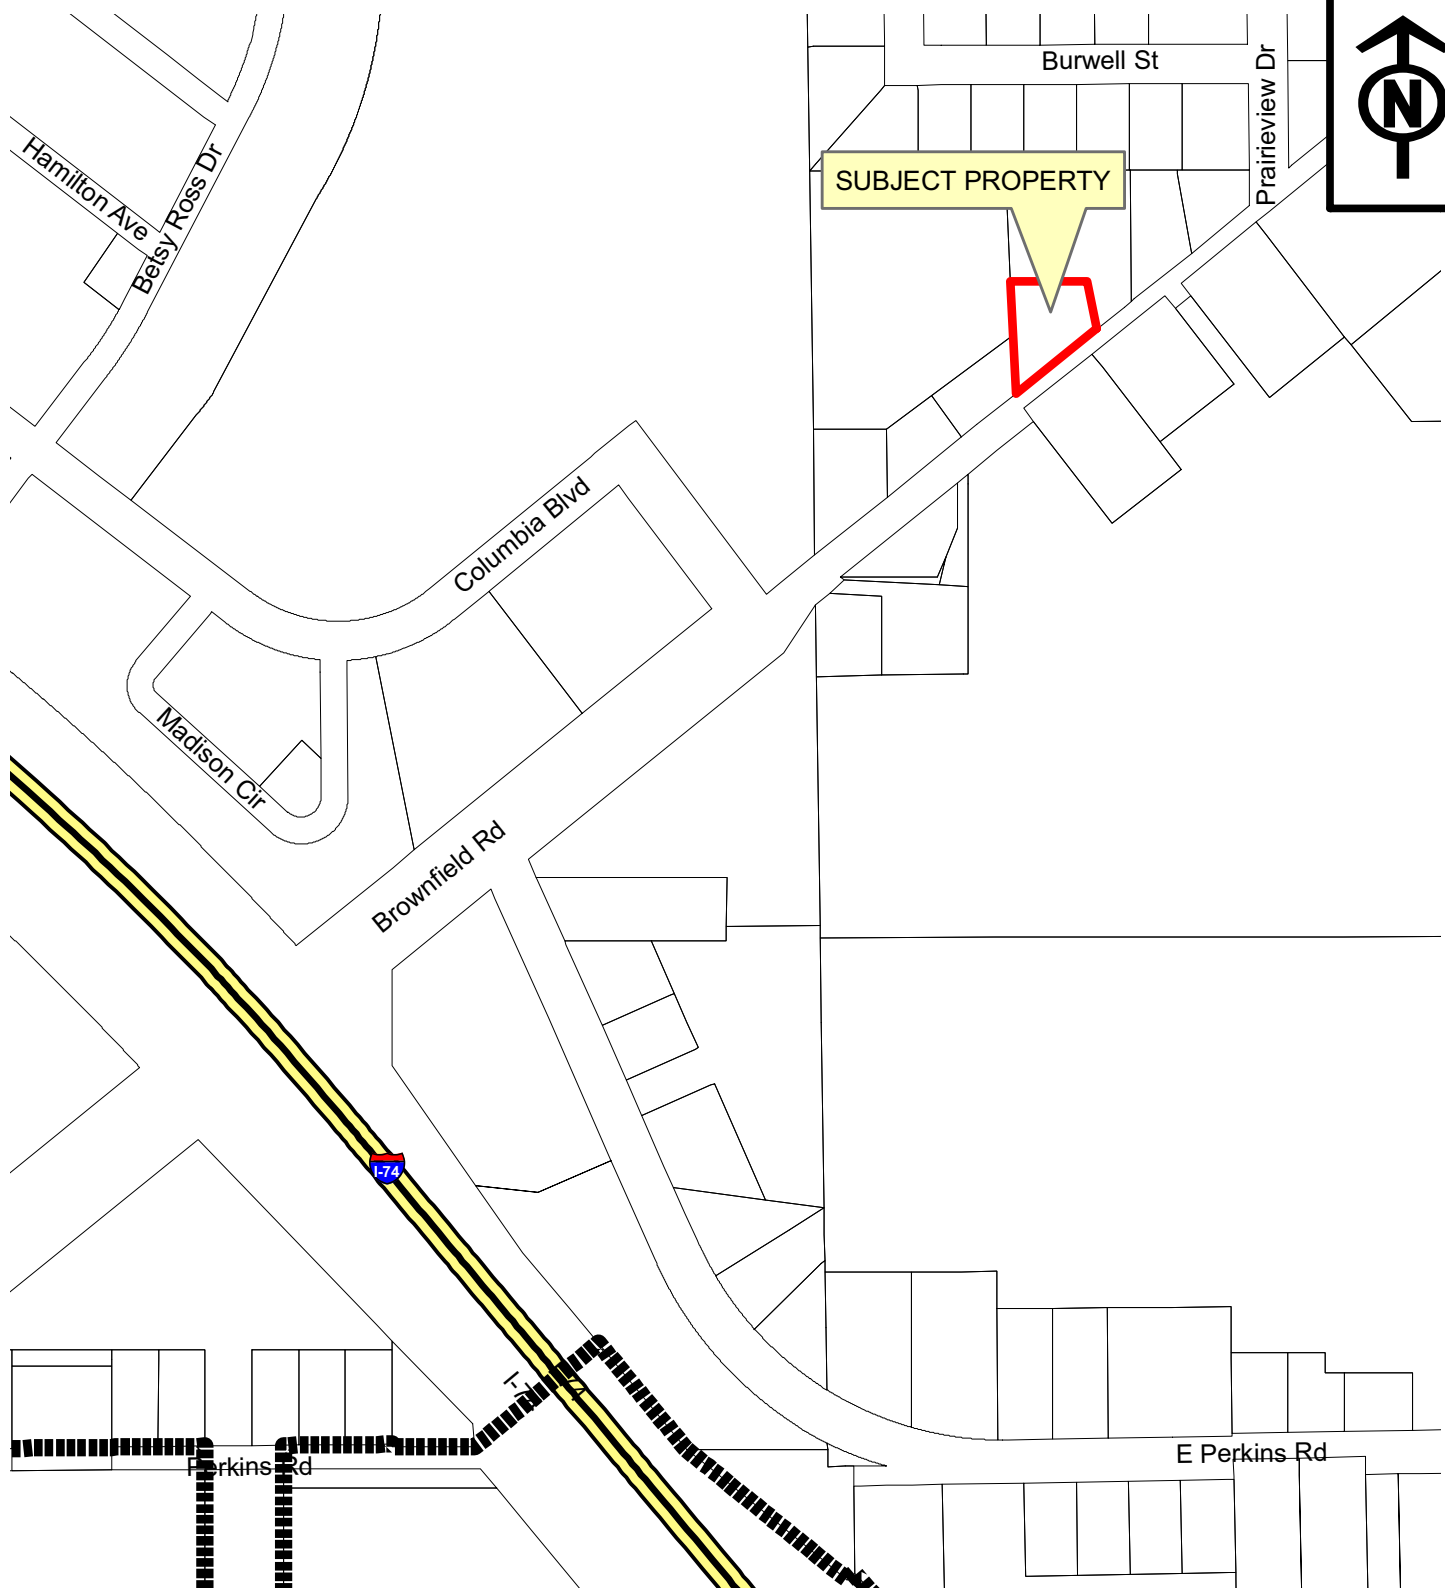 Burwell St
Prairieview Dr
N
Hamilton Ave
Betsy Ross Dr
SUBJECT PROPERTY
Columbia Blvd
Madison Cir
Brownfield Rd
I-74
Perkins Rd
E Perkins Rd